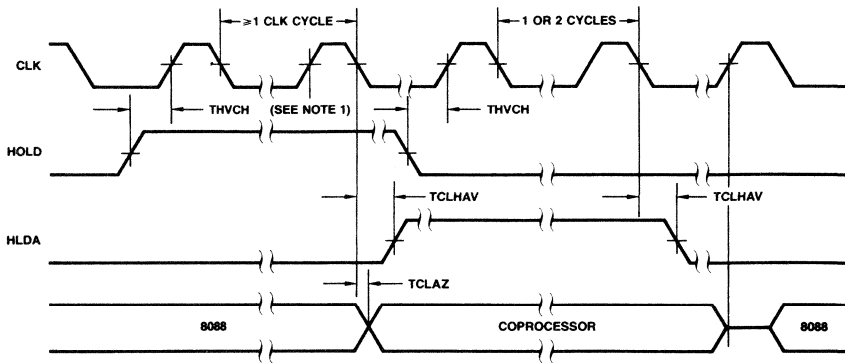 ≥1 CLK CYCLE
1 OR 2 CYCLES
CLK
THVCH (SEE NOTE 1)
THVCH
HOLD
TCLHAV
TCLHAV
HLDA
TCLAZ
8088
COPROCESSOR
8088